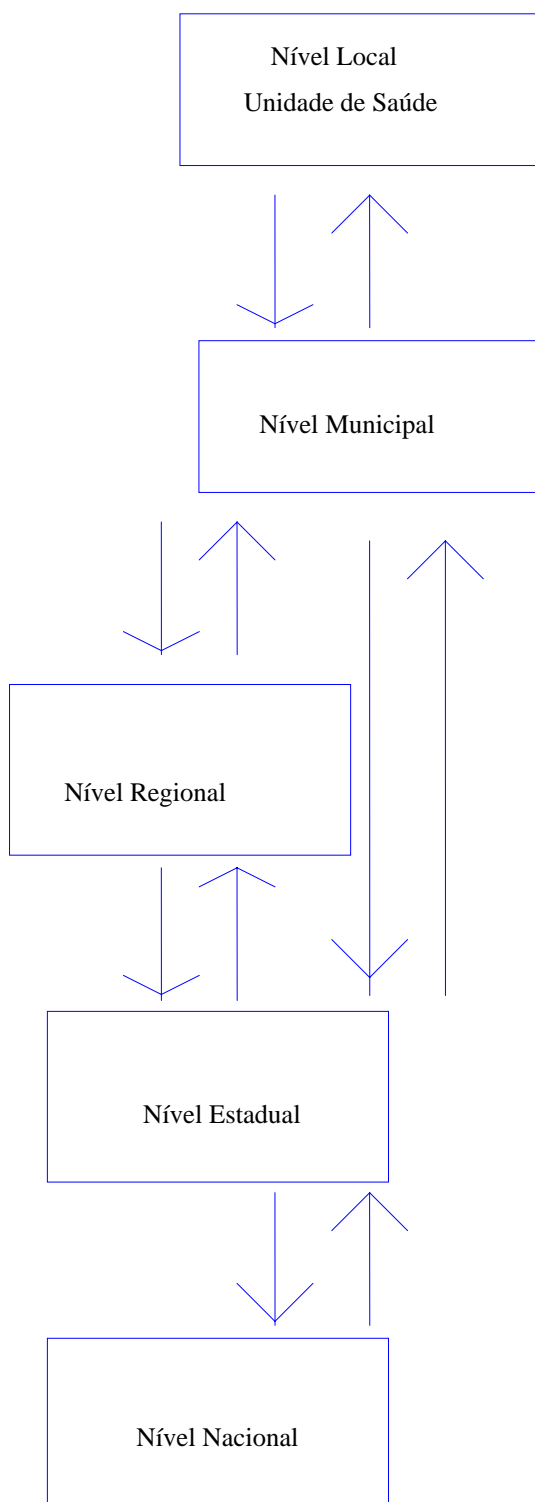 Nível Local
Unidade de Saúde
Nível Municipal
Nível Regional
Nível Estadual
Nível Nacional